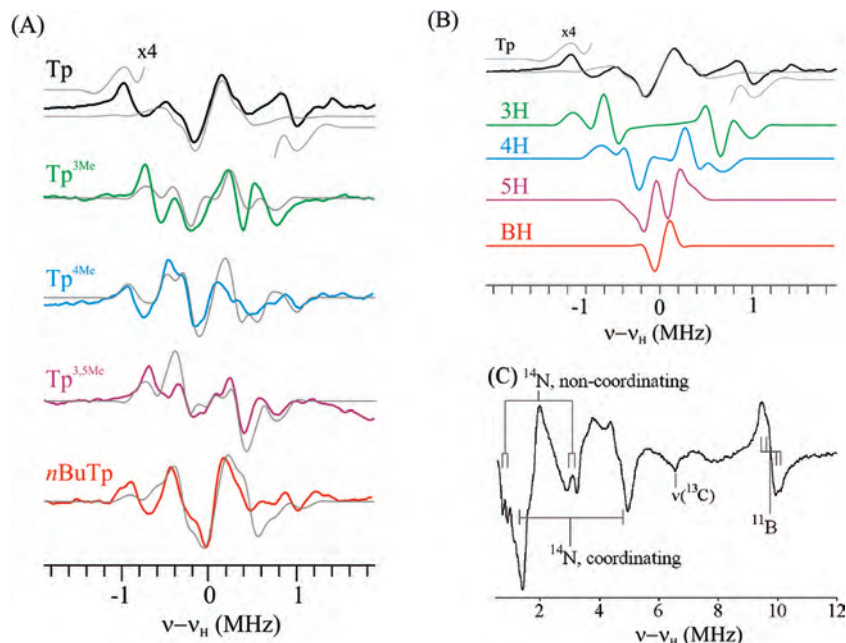 (A)
x4
Tp
Tp3Me
Tp4Me
Tp3,5Me
nBuTp
-1 0 1
ν−νH (MHz)
(B)
x4
Tp
3H
4H
5H
BH
-1 0 1
ν−νH (MHz)
(C)
14N, non-coordinating
ν(13C)
11B
14N, coordinating
2 4 6 8 10 12
ν−νH (MHz)